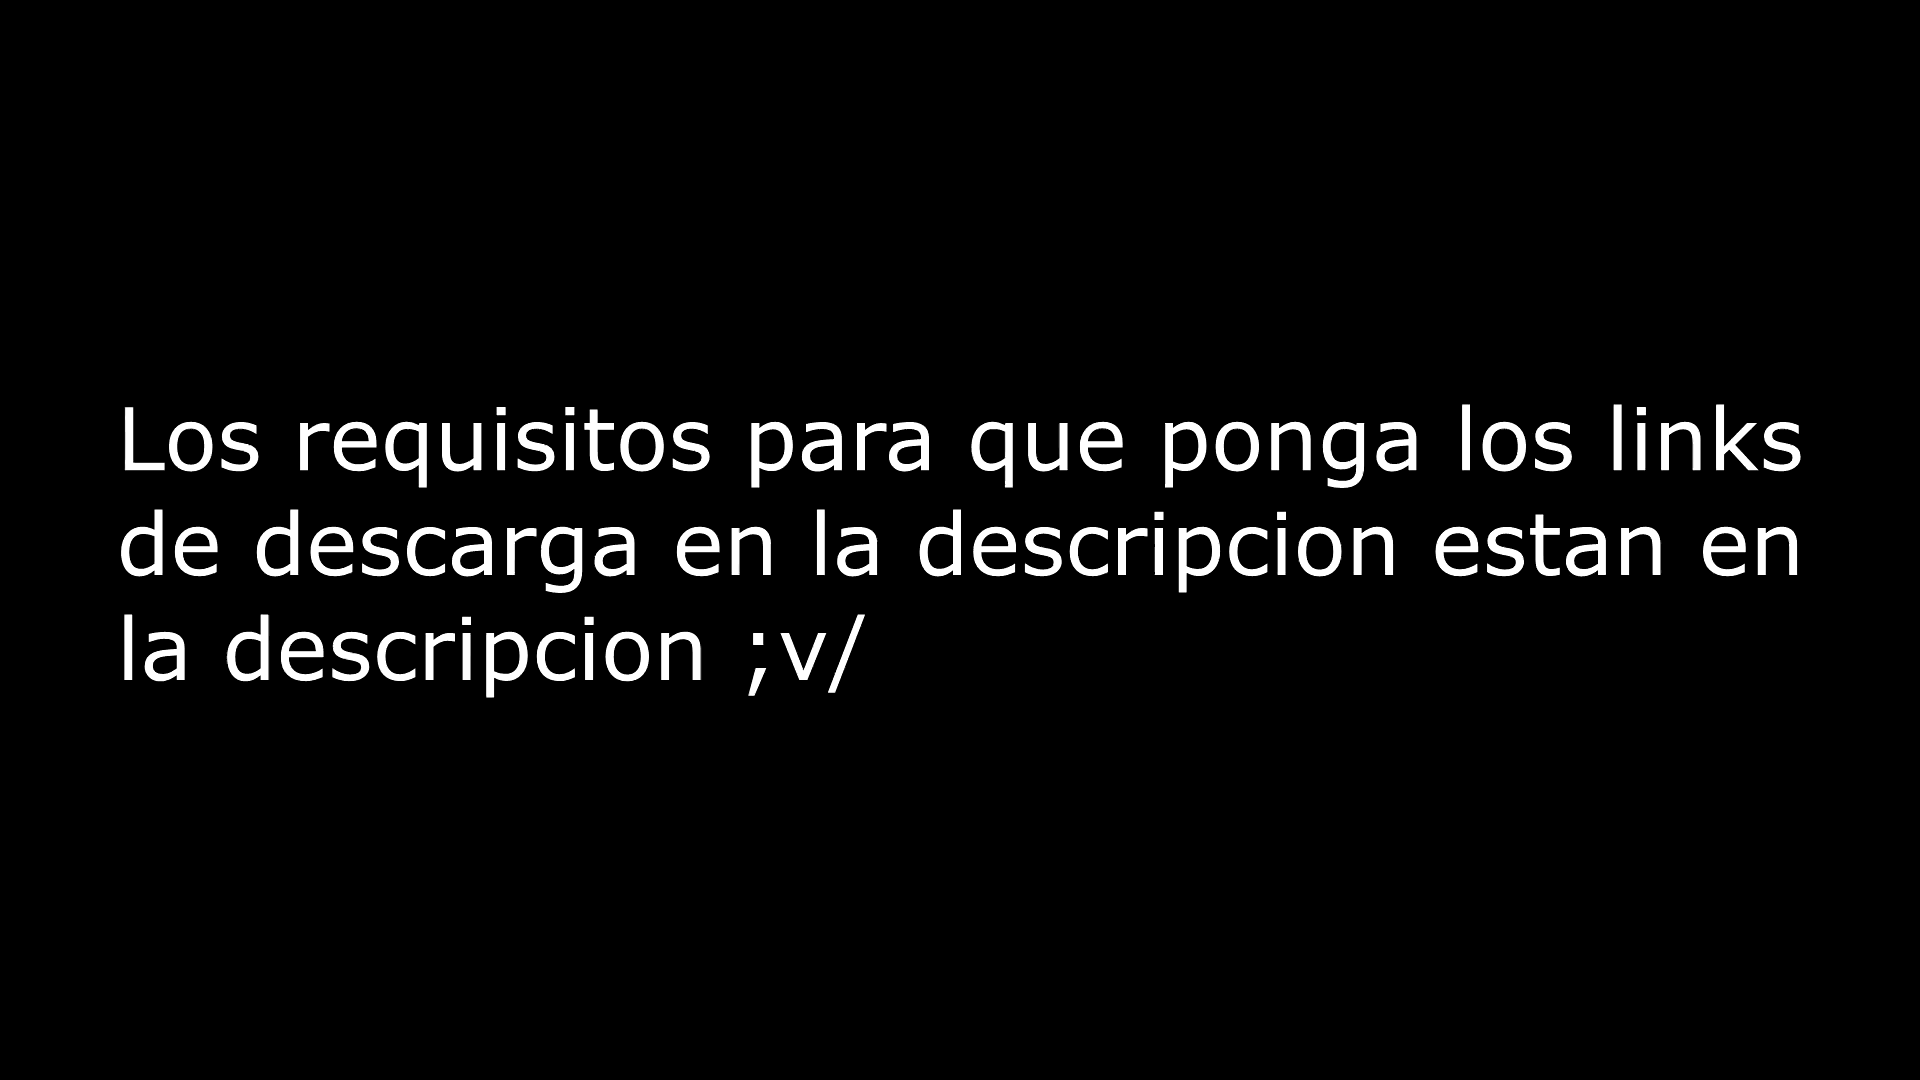 Los requisitos para que ponga los links
de descarga en la descripcion estan en
la descripcion ;v/